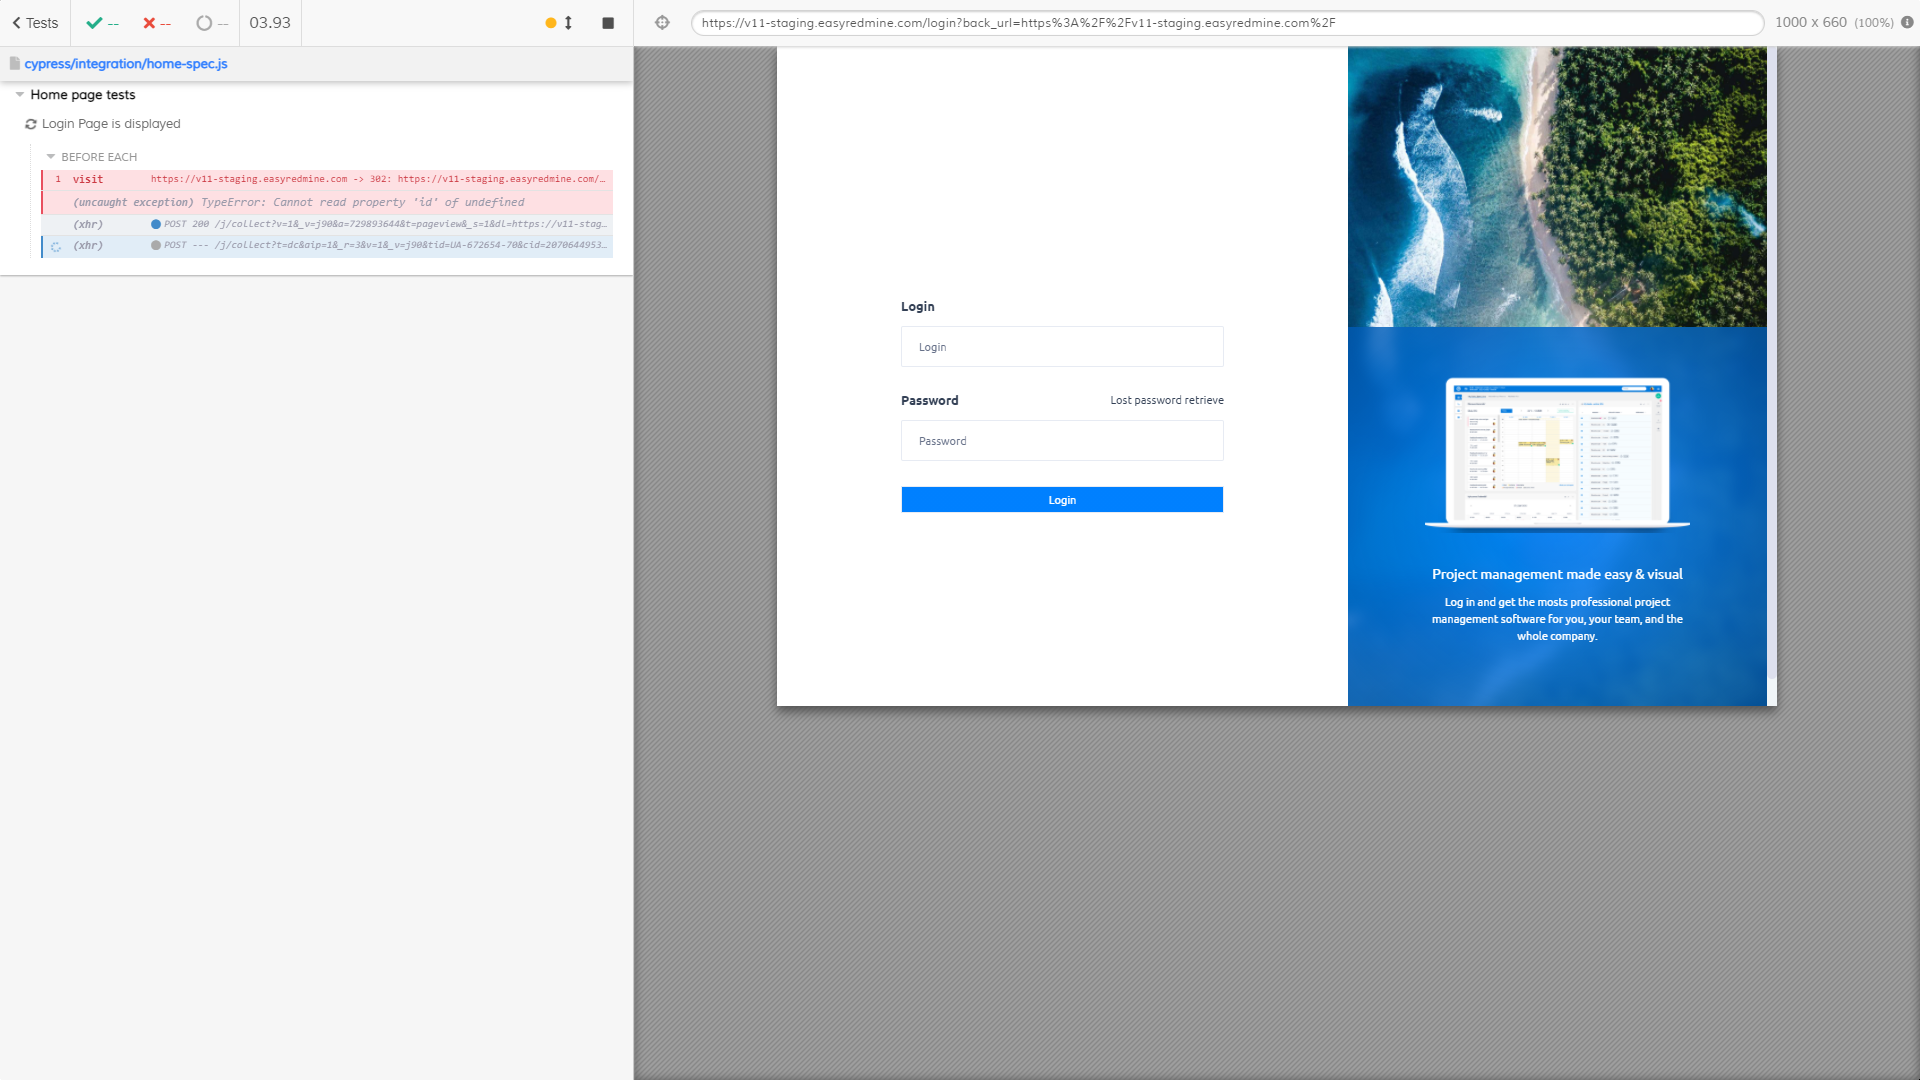 Tests
--
--
--
03.93
https://v11-staging.easyredmine.com/login?back_url=https%3A%2F%2Fv11-staging.easyredmine.com%2F
1000 x 660 (100%)
cypress/integration/home-spec.js
Home page tests
Login Page is displayed
BEFORE EACH
1 visit https://v11-staging.easyredmine.com -> 302: https://v11-staging.easyredmine.com/…
(uncaught exception) TypeError: Cannot read property 'id' of undefined
(xhr) POST 200 /j/collect?v=1&_v=j90&a=729893644&t=pageview&_s=1&dl=https://v11-stag…
(xhr) POST --- /j/collect?t=dc&aip=1&_r=3&v=1&_v=j90&tid=UA-672654-70&cid=2070644953…
Login
Login
Password Lost password retrieve
Password
Login
Project management made easy & visual
Log in and get the mosts professional project
management software for you, your team, and the
whole company.